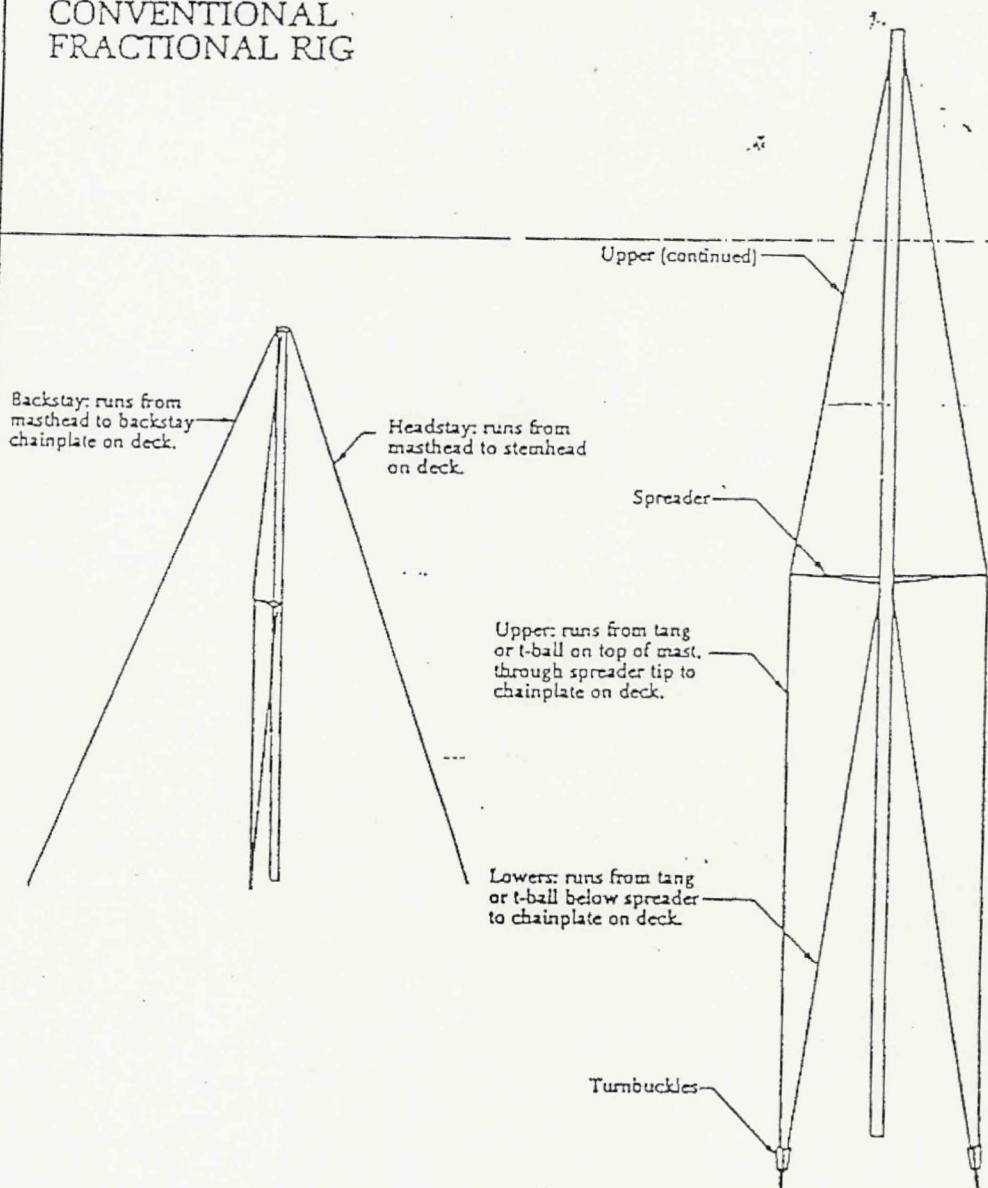 CONVENTIONAL
FRACTIONAL RIG
Upper (continued)
Backstay: runs from
masthead to backstay
chainplate on deck.
Headstay: runs from
masthead to stemhead
on deck.
Spreader
Upper: runs from tang
or t-ball on top of mast,
through spreader tip to
chainplate on deck.
Lowers: runs from tang
or t-ball below spreader
to chainplate on deck.
Turnbuckles